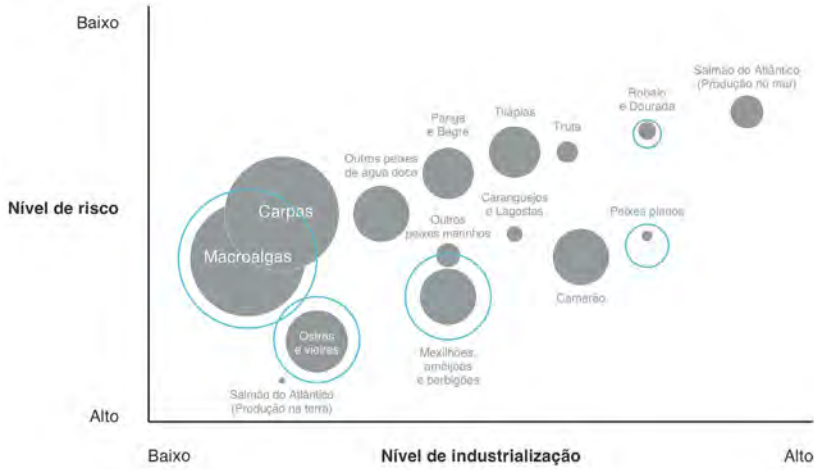 Baixo
Salmão do Atlântico
(Produção no mar)
Robalo
e Dourada
Panga
e Bagre
Tilápias
Truta
Outros peixes
de água doce
Carpas
Caranguejos
e Lagostas
Peixes planos
Nível de risco
Outros
peixes marinhos
Macroalgas
Camarão
Ostras
e vieiras
Mexilhões,
amêijoas
e berbigões
Salmão do Atlântico
(Produção na terra)
Alto
Baixo
Nível de industrialização
Alto